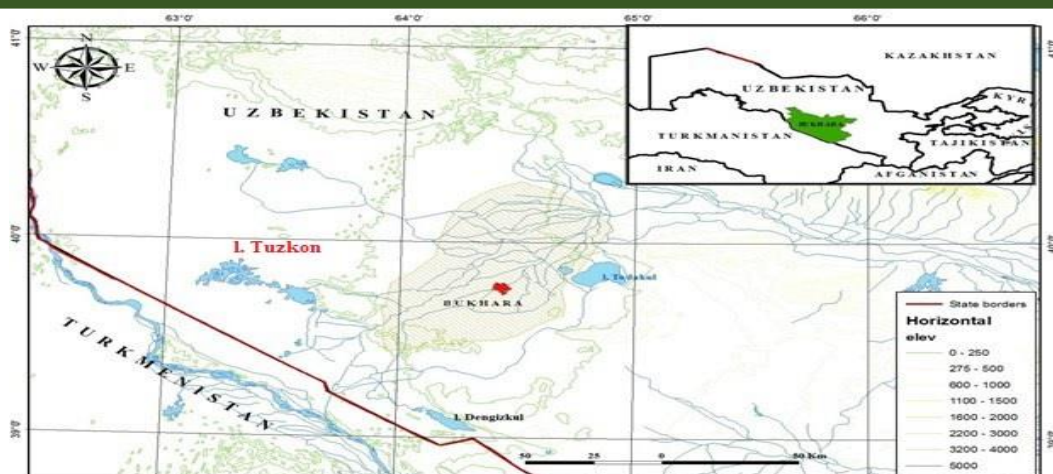 63°0'
64°0'
65°0'
66°0'
41°0'
N
W E
S
UZBEKISTAN
KAZAKHSTAN
UZBEKISTAN
BUKHARA
TURKMANISTAN
TAJIKISTAN
IRAN
AFGANISTAN
40°0'
l. Tuzkon
l. Tudakul
BUKHARA
TURKMENISTAN
39°0'
l. Dengizkul
State borders
Horizontal
elev
0 - 250
275 - 500
600 - 1000
1100 - 1500
1600 - 2000
2200 - 3000
3200 - 4000
5000
50 25 0 50 Km